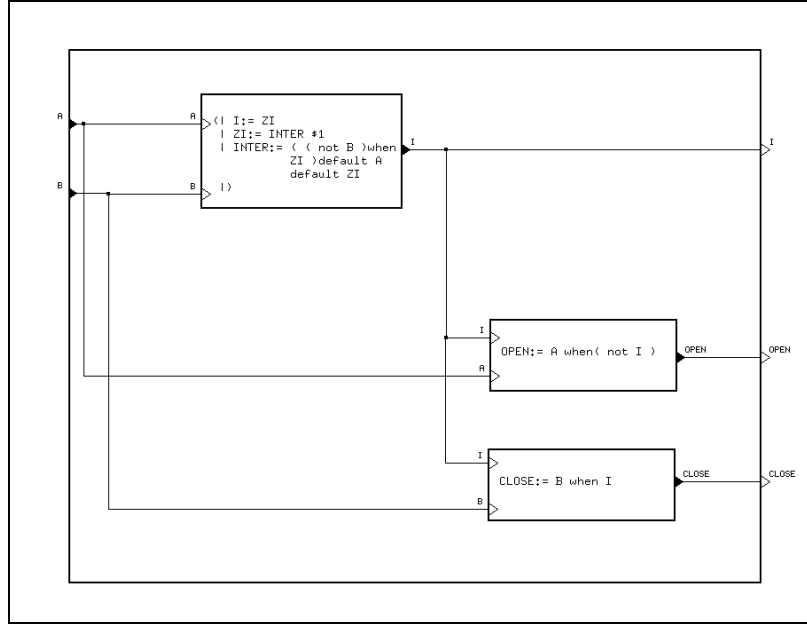 A
A
(| I:= ZI
| ZI:= INTER *1
| INTER:= ( ( not B )when
ZI )default A
default ZI
|)
I
I
B
B
I
OPEN:= A when( not I )
A
OPEN
OPEN
I
CLOSE:= B when I
B
CLOSE
CLOSE